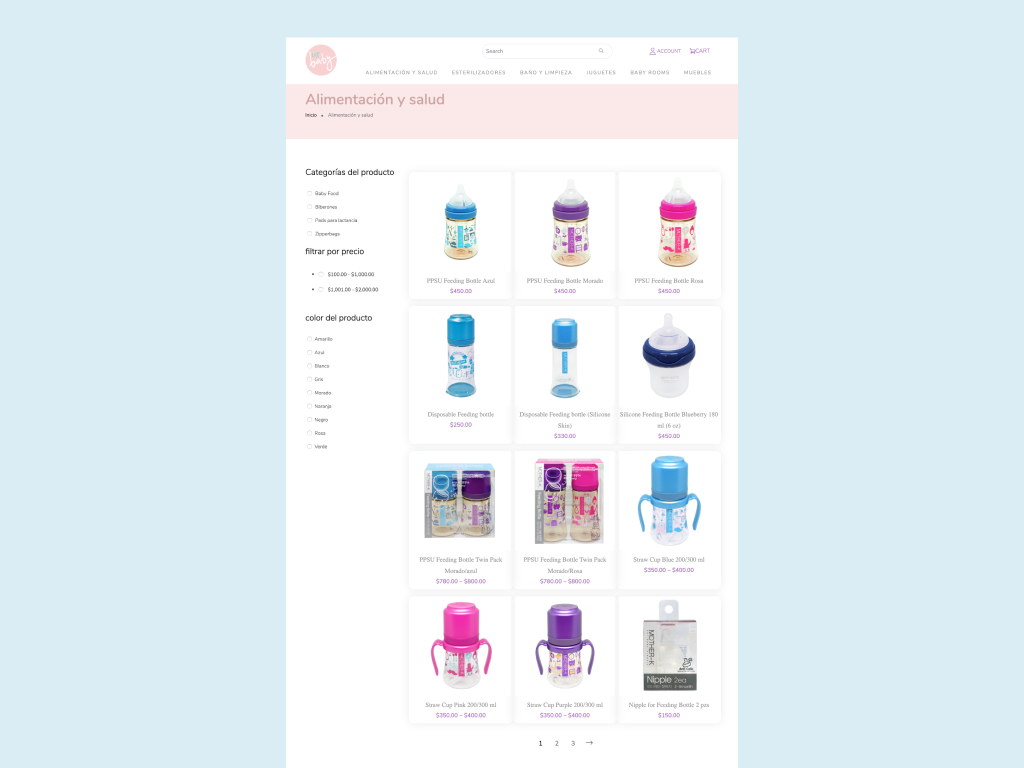 baby
Search
ACCOUNT
CART
ALIMENTACIÓN Y SALUD
ESTERILIZADORES
BAÑO Y LIMPIEZA
JUGUETES
BABY ROOMS
MUEBLES
Alimentación y salud
Inicio
Alimentación y salud
Categorías del producto
Baby Food
Biberones
Pads para lactancia
Zipperbags
filtrar por precio
$100.00 - $1,000.00
$1,001.00 - $2,000.00
color del producto
Amarillo
Azul
Blanco
Gris
Morado
Naranja
Negro
Rosa
Verde
PPSU Feeding Bottle Azul
$450.00
PPSU Feeding Bottle Morado
$450.00
PPSU Feeding Bottle Rosa
$450.00
Disposable Feeding bottle
$250.00
Disposable Feeding bottle (Silicone
Skin)
$330.00
Silicone Feeding Bottle Blueberry 180
ml (6 oz)
$450.00
PPSU Feeding Bottle Twin Pack
Morado/azul
$780.00 – $800.00
PPSU Feeding Bottle Twin Pack
Morado/Rosa
$780.00 – $800.00
Straw Cup Blue 200/300 ml
$350.00 – $400.00
Straw Cup Pink 200/300 ml
$350.00 – $400.00
Straw Cup Purple 200/300 ml
$350.00 – $400.00
MOTHER-K
Nipple 2ea
Nipple for Feeding Bottle 2 pzs
$150.00
1 2 3 →